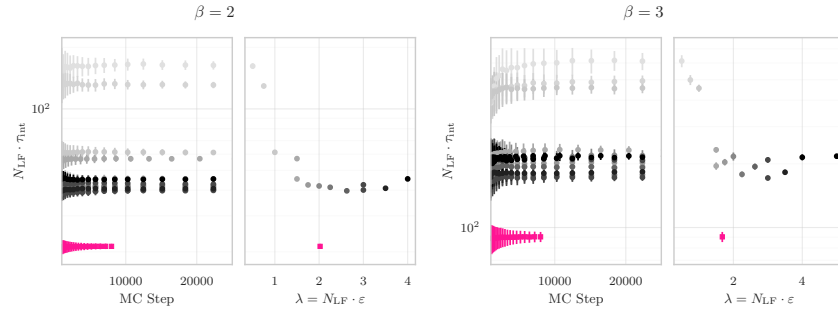 β = 2
β = 3
N_LF · τ_int
10²
10000
20000
MC Step
1
2
3
4
λ = N_LF · ε
N_LF · τ_int
10²
10000
20000
MC Step
2
4
λ = N_LF · ε